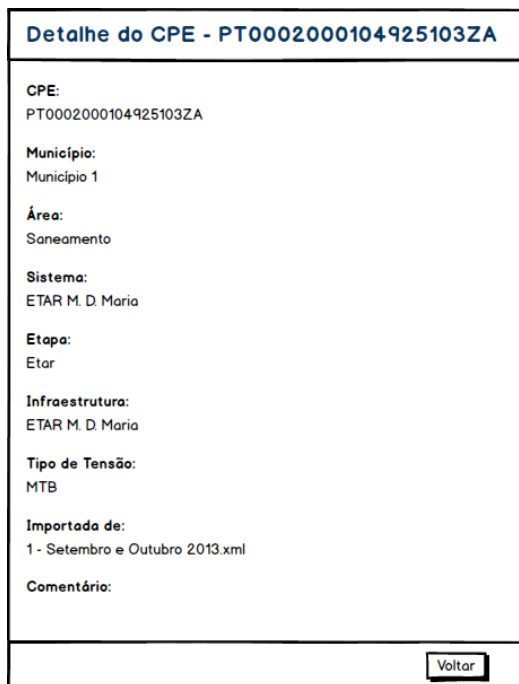 Detalhe do CPE - PT0002000104925103ZA
CPE:
PT0002000104925103ZA
Município:
Município 1
Área:
Saneamento
Sistema:
ETAR M. D. Maria
Etapa:
Etar
Infraestrutura:
ETAR M. D. Maria
Tipo de Tensão:
MTB
Importada de:
1 - Setembro e Outubro 2013.xml
Comentário:
Voltar